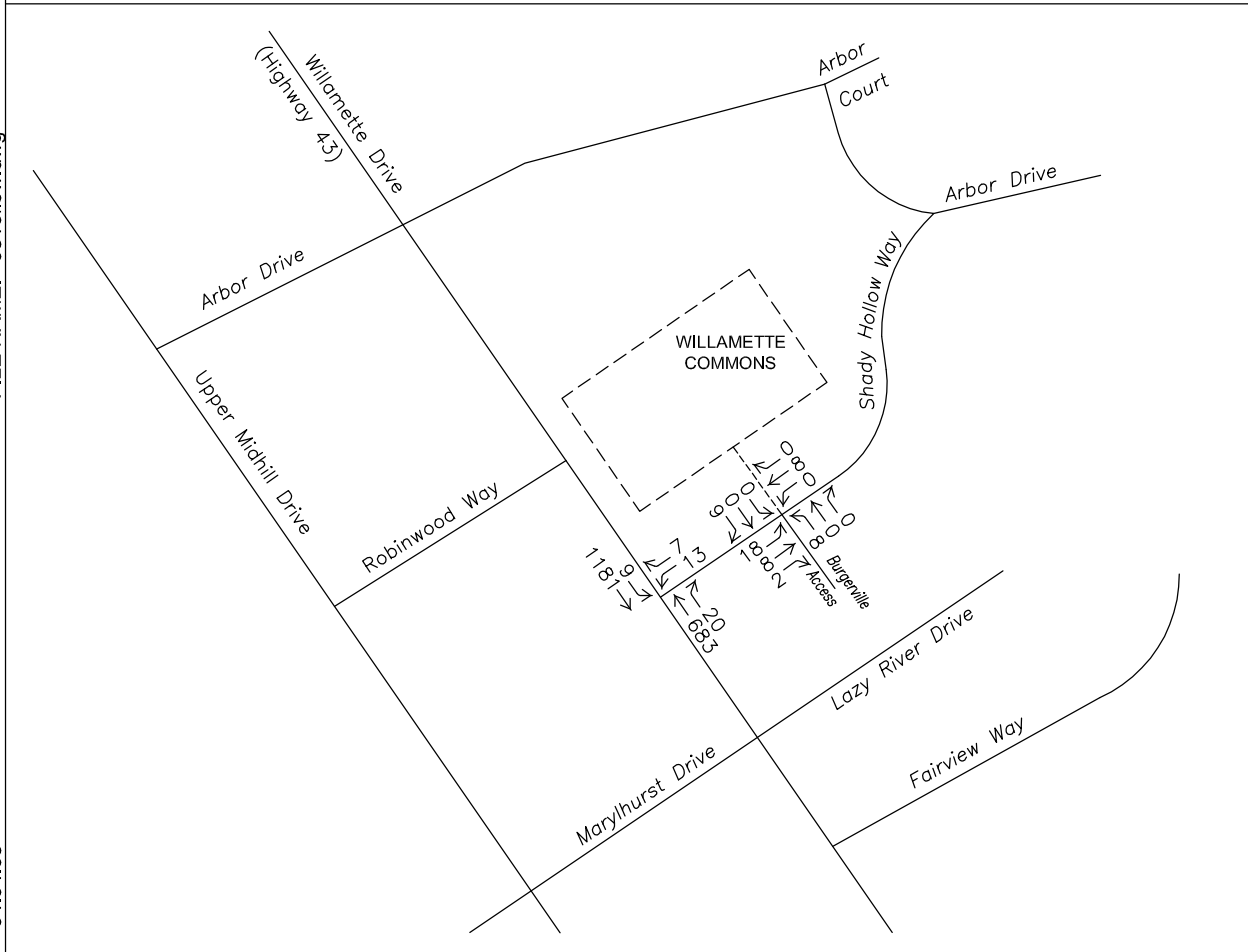 Arbor
Court
Willamette Drive
(Highway 43)
Arbor Drive
Arbor Drive
Shady Hollow Way
WILLAMETTE
COMMONS
Upper Midhill Drive
Robinwood Way
0
8
0
0
0
9
18
8
2
8
0
0
Burgerville
Access
7
13
9
1181
20
683
Lazy River Drive
Marylhurst Drive
Fairview Way